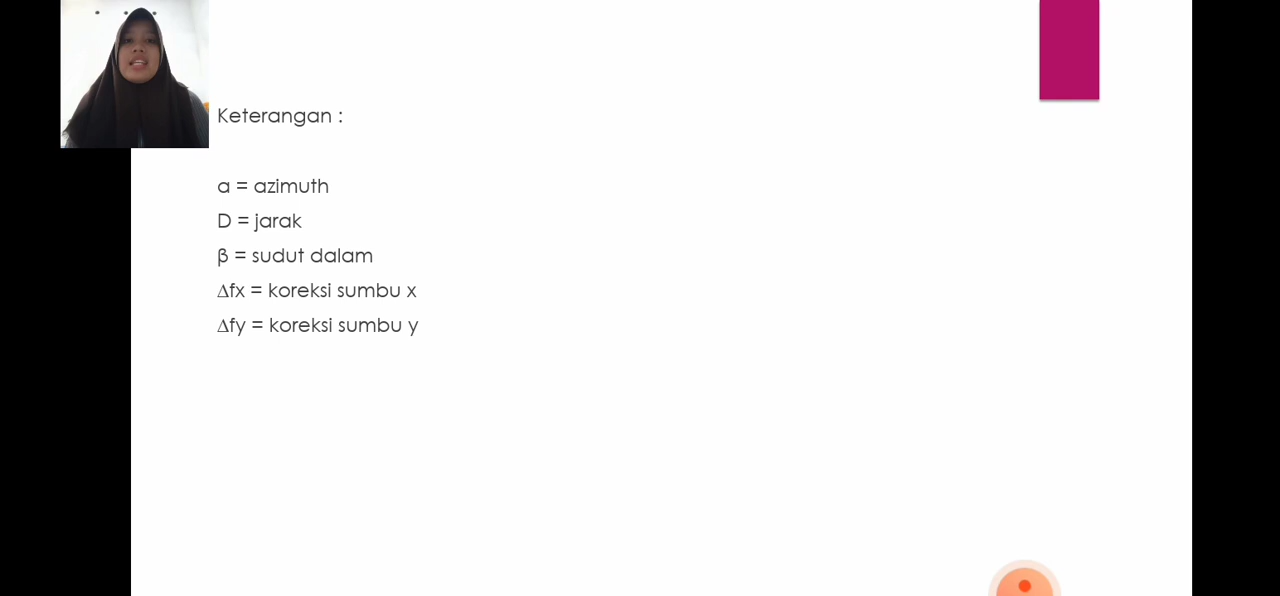 Keterangan :
α = azimuth
D = jarak
β = sudut dalam
∆fx = koreksi sumbu x
∆fy = koreksi sumbu y